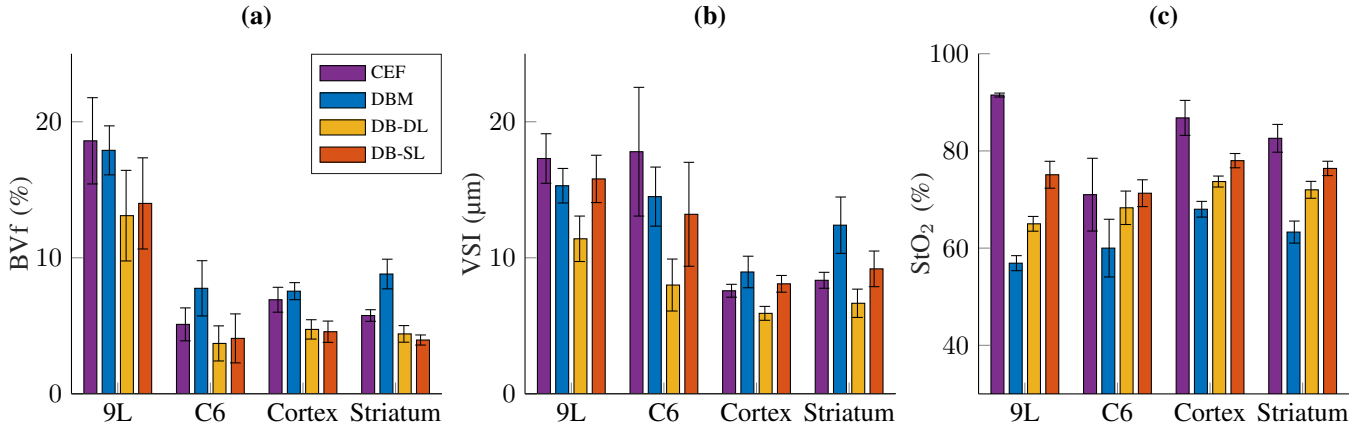 (a)
BVf (%)
20
10
0
9L C6 Cortex Striatum
CEF
DBM
DB-DL
DB-SL
(b)
VSI (µm)
20
10
0
9L C6 Cortex Striatum
(c)
StO₂ (%)
100
80
60
40
9L C6 Cortex Striatum